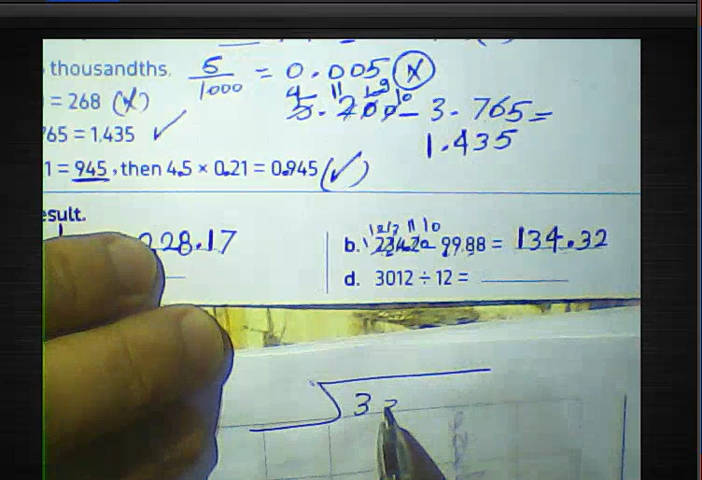 thousandths. 5/1000 = 0.005 (X)
= 268 (X) 5.200 - 3.765 =
765 = 1.435 ✓ 1.435
1 = 945, then 4.5 × 0.21 = 0.945 (✓)
esult.
228.17 b. 234.20 - 99.88 = 134.32
d. 3012 ÷ 12 =
3